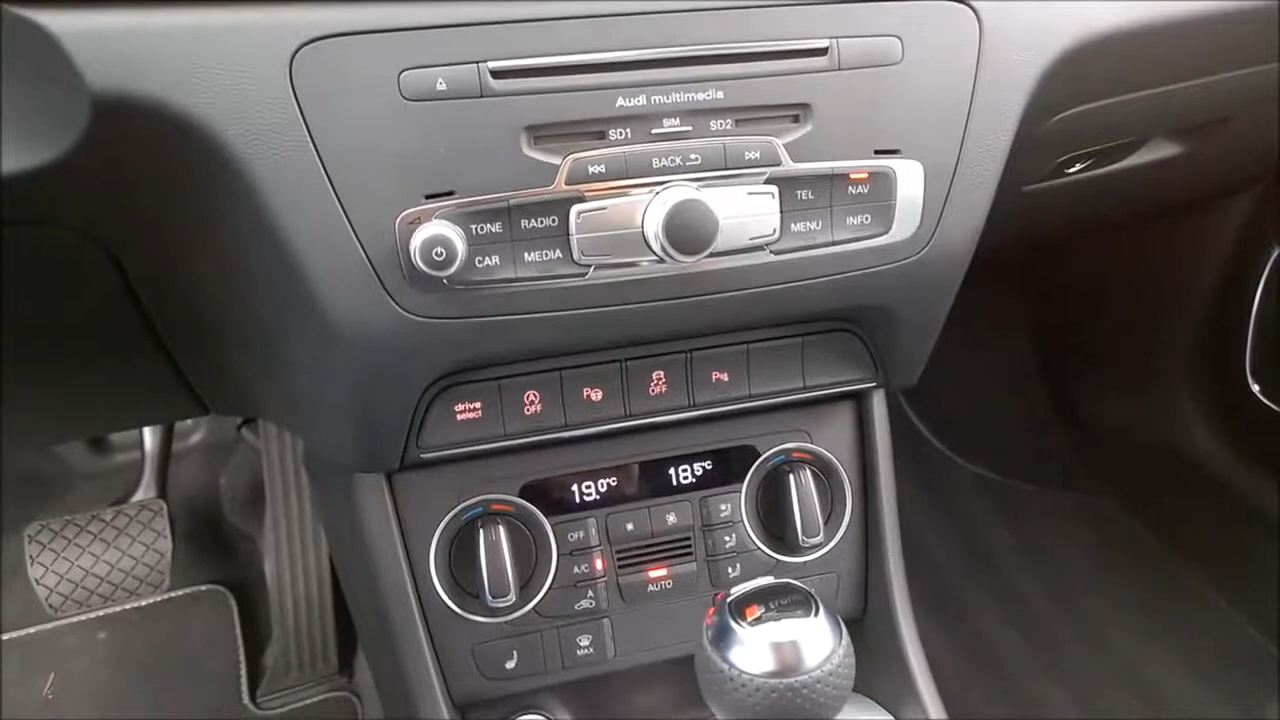 Audi multimedia
SD1 SIM SD2
BACK
TEL NAV
TONE RADIO
MENU INFO
CAR MEDIA
drive
select
A
OFF
P
OFF
P
19.0°C 18.5°C
OFF
A/C
AUTO
A
MAX